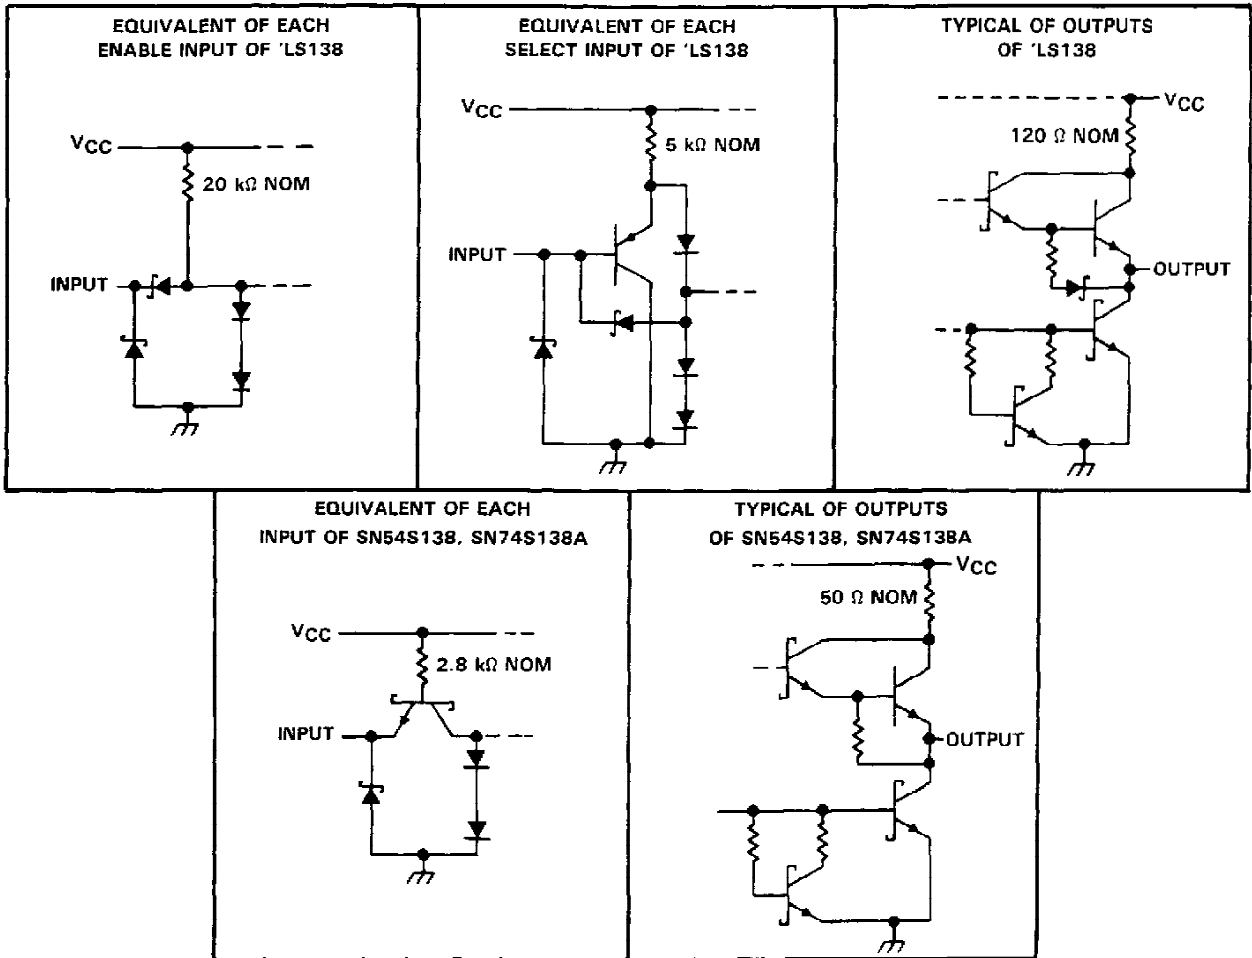 EQUIVALENT OF EACH
ENABLE INPUT OF 'LS138
VCC
20 kΩ NOM
INPUT
EQUIVALENT OF EACH
SELECT INPUT OF 'LS138
VCC
5 kΩ NOM
INPUT
TYPICAL OF OUTPUTS
OF 'LS138
VCC
120 Ω NOM
OUTPUT
EQUIVALENT OF EACH
INPUT OF SN54S138, SN74S138A
VCC
2.8 kΩ NOM
INPUT
TYPICAL OF OUTPUTS
OF SN54S138, SN74S138A
VCC
50 Ω NOM
OUTPUT